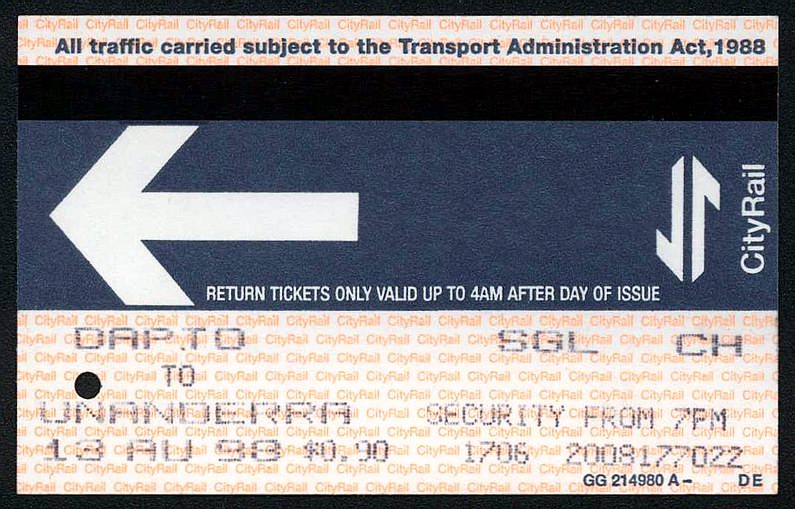 All traffic carried subject to the Transport Administration Act,1988
CityRail
RETURN TICKETS ONLY VALID UP TO 4AM AFTER DAY OF ISSUE
DAPTO SGL CH
TO
UNANDERRA SECURITY FROM 7PM
13 AU 98 $0.90 1706 2008177022
GG 214980 A– DE